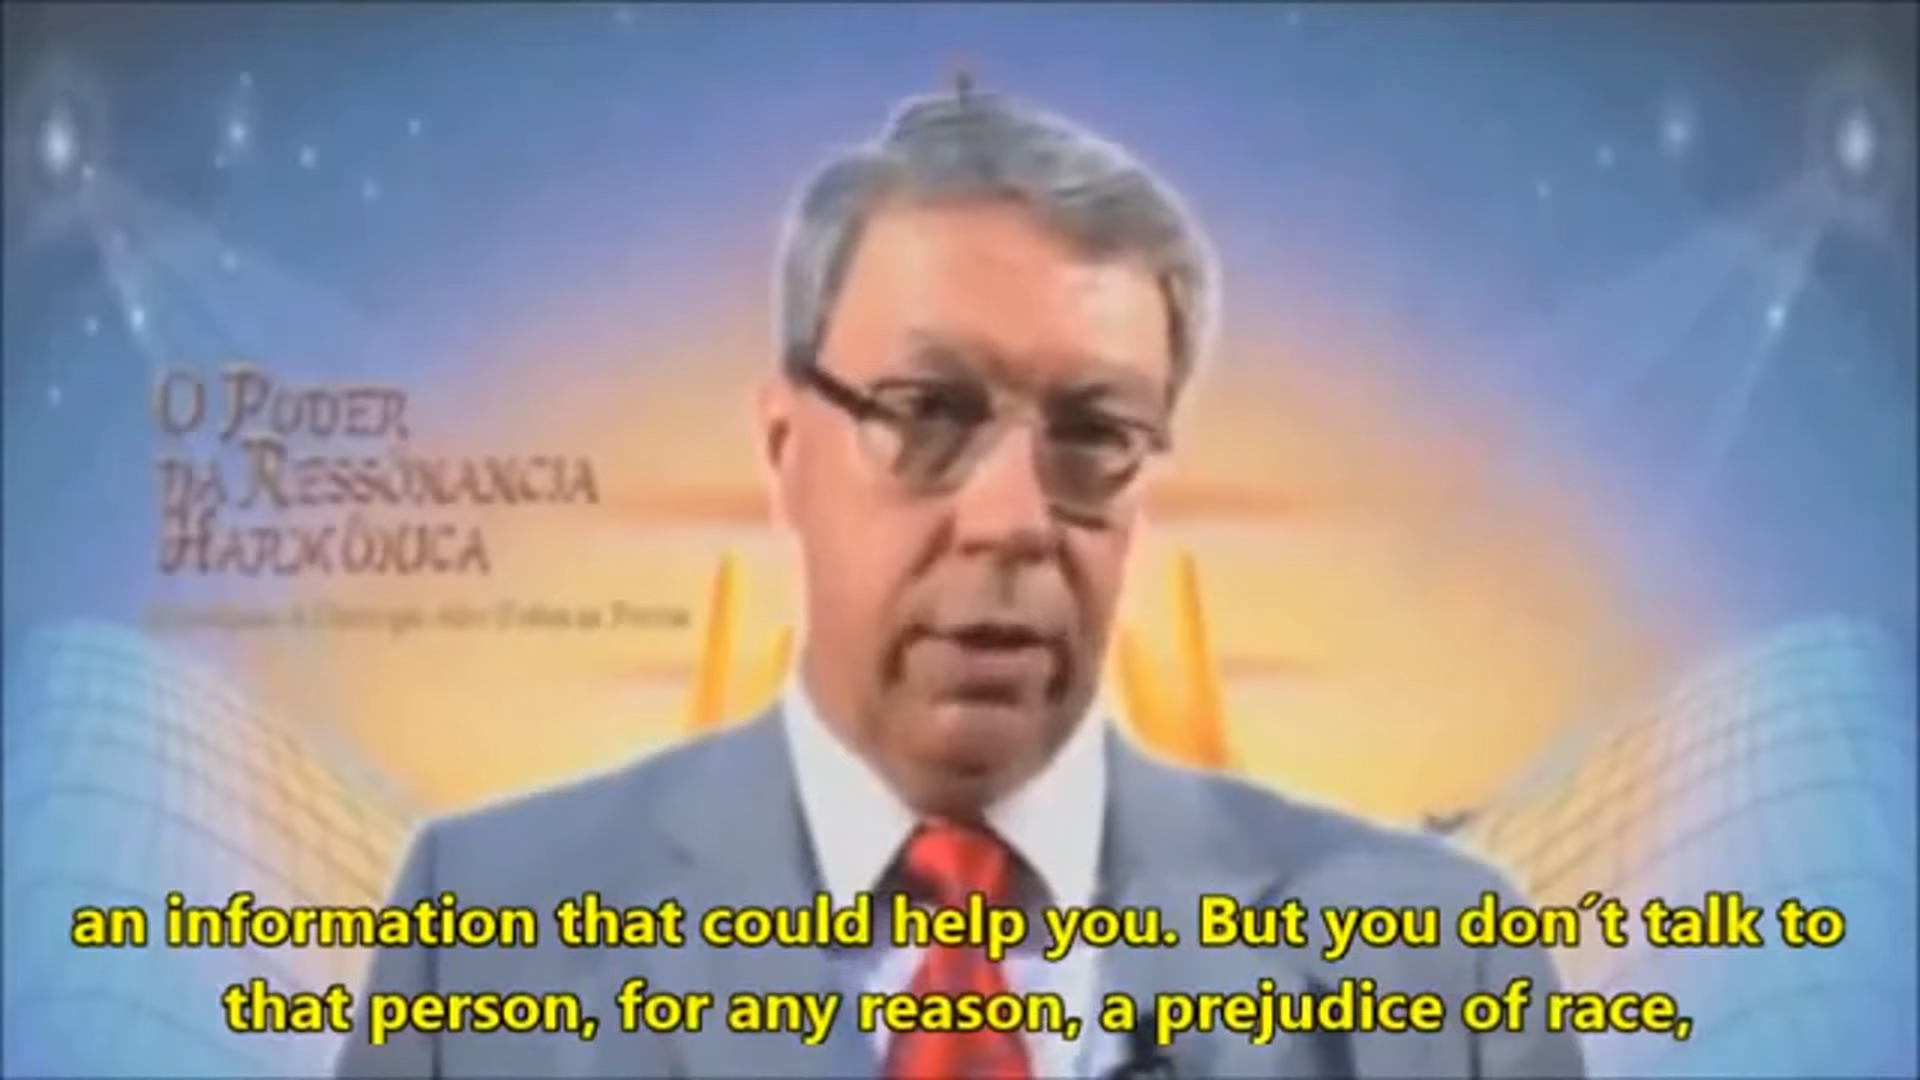 O PODER
DA RESSONANCIA
HARMÔNICA
an information that could help you. But you don´t talk to
that person, for any reason, a prejudice of race,